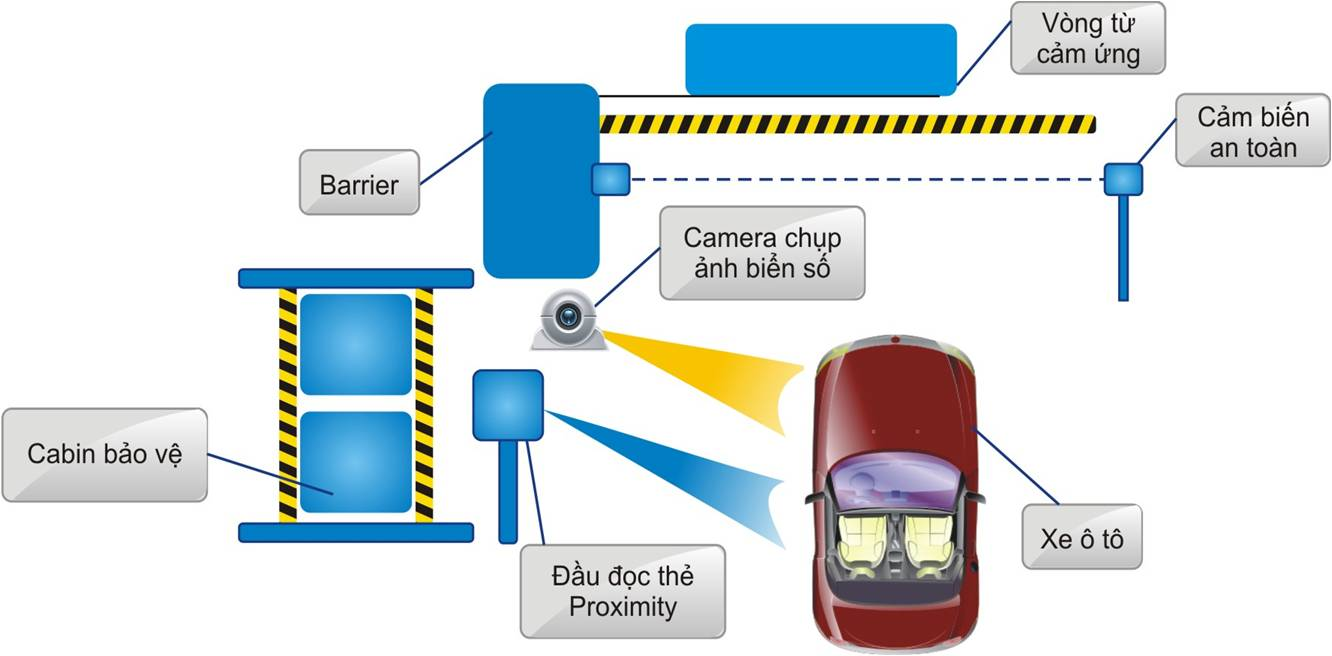 Vòng từ
cảm ứng
Cảm biến
an toàn
Barrier
Camera chụp
ảnh biển số
Cabin bảo vệ
Xe ô tô
Đầu đọc thẻ
Proximity